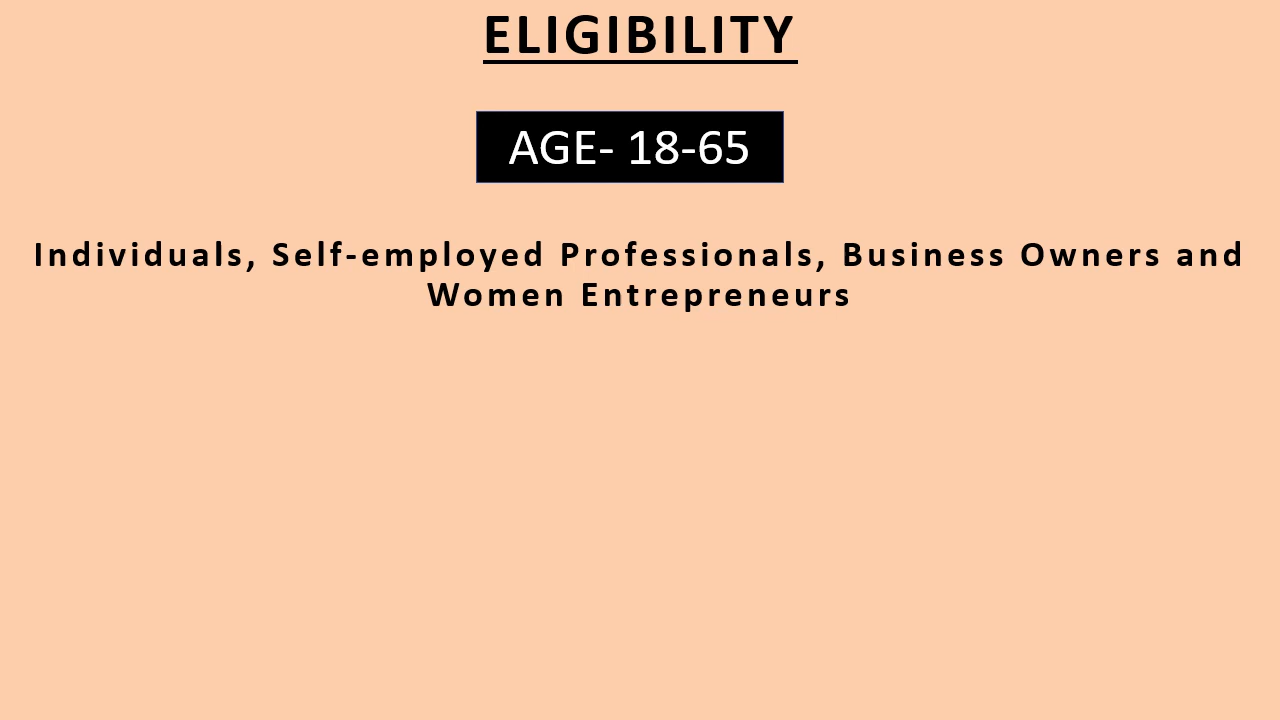 ELIGIBILITY
AGE- 18-65
Individuals, Self-employed Professionals, Business Owners and
Women Entrepreneurs